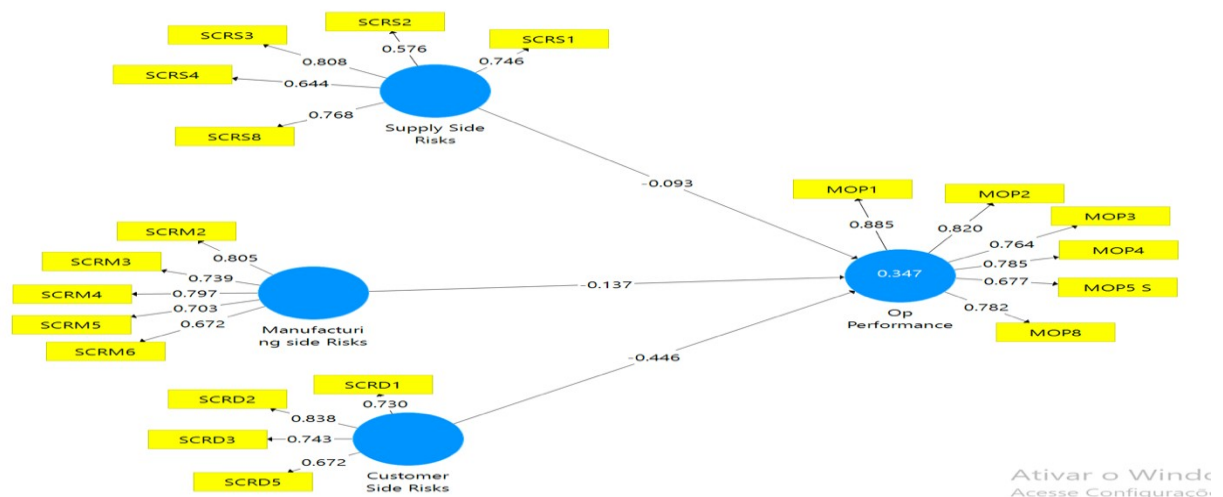 SCRS2
SCRS3
SCRS1
0.576
0.746
0.808
SCRS4
0.644
0.768
SCRS8
Supply Side
Risks
-0.093
MOP1
MOP2
MOP3
0.885
0.820
0.764
MOP4
0.785
0.347
0.677
MOP5 S
0.782
Op
Performance
MOP8
SCRM2
0.805
SCRM3
0.739
SCRM4
0.797
0.703
SCRM5
0.672
SCRM6
Manufacturi
ng side Risks
-0.137
-0.446
SCRD1
SCRD2
0.730
0.838
SCRD3
0.743
0.672
SCRD5
Customer
Side Risks
Ativar o Windo
Acesse Configuraçõ